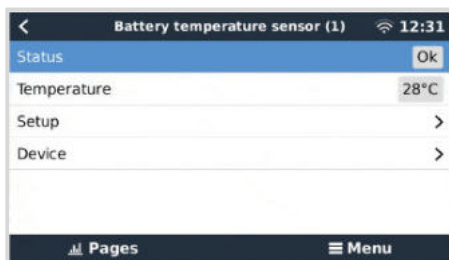 Battery temperature sensor (1) 12:31
Status Ok
Temperature 28°C
Setup
Device
Pages Menu